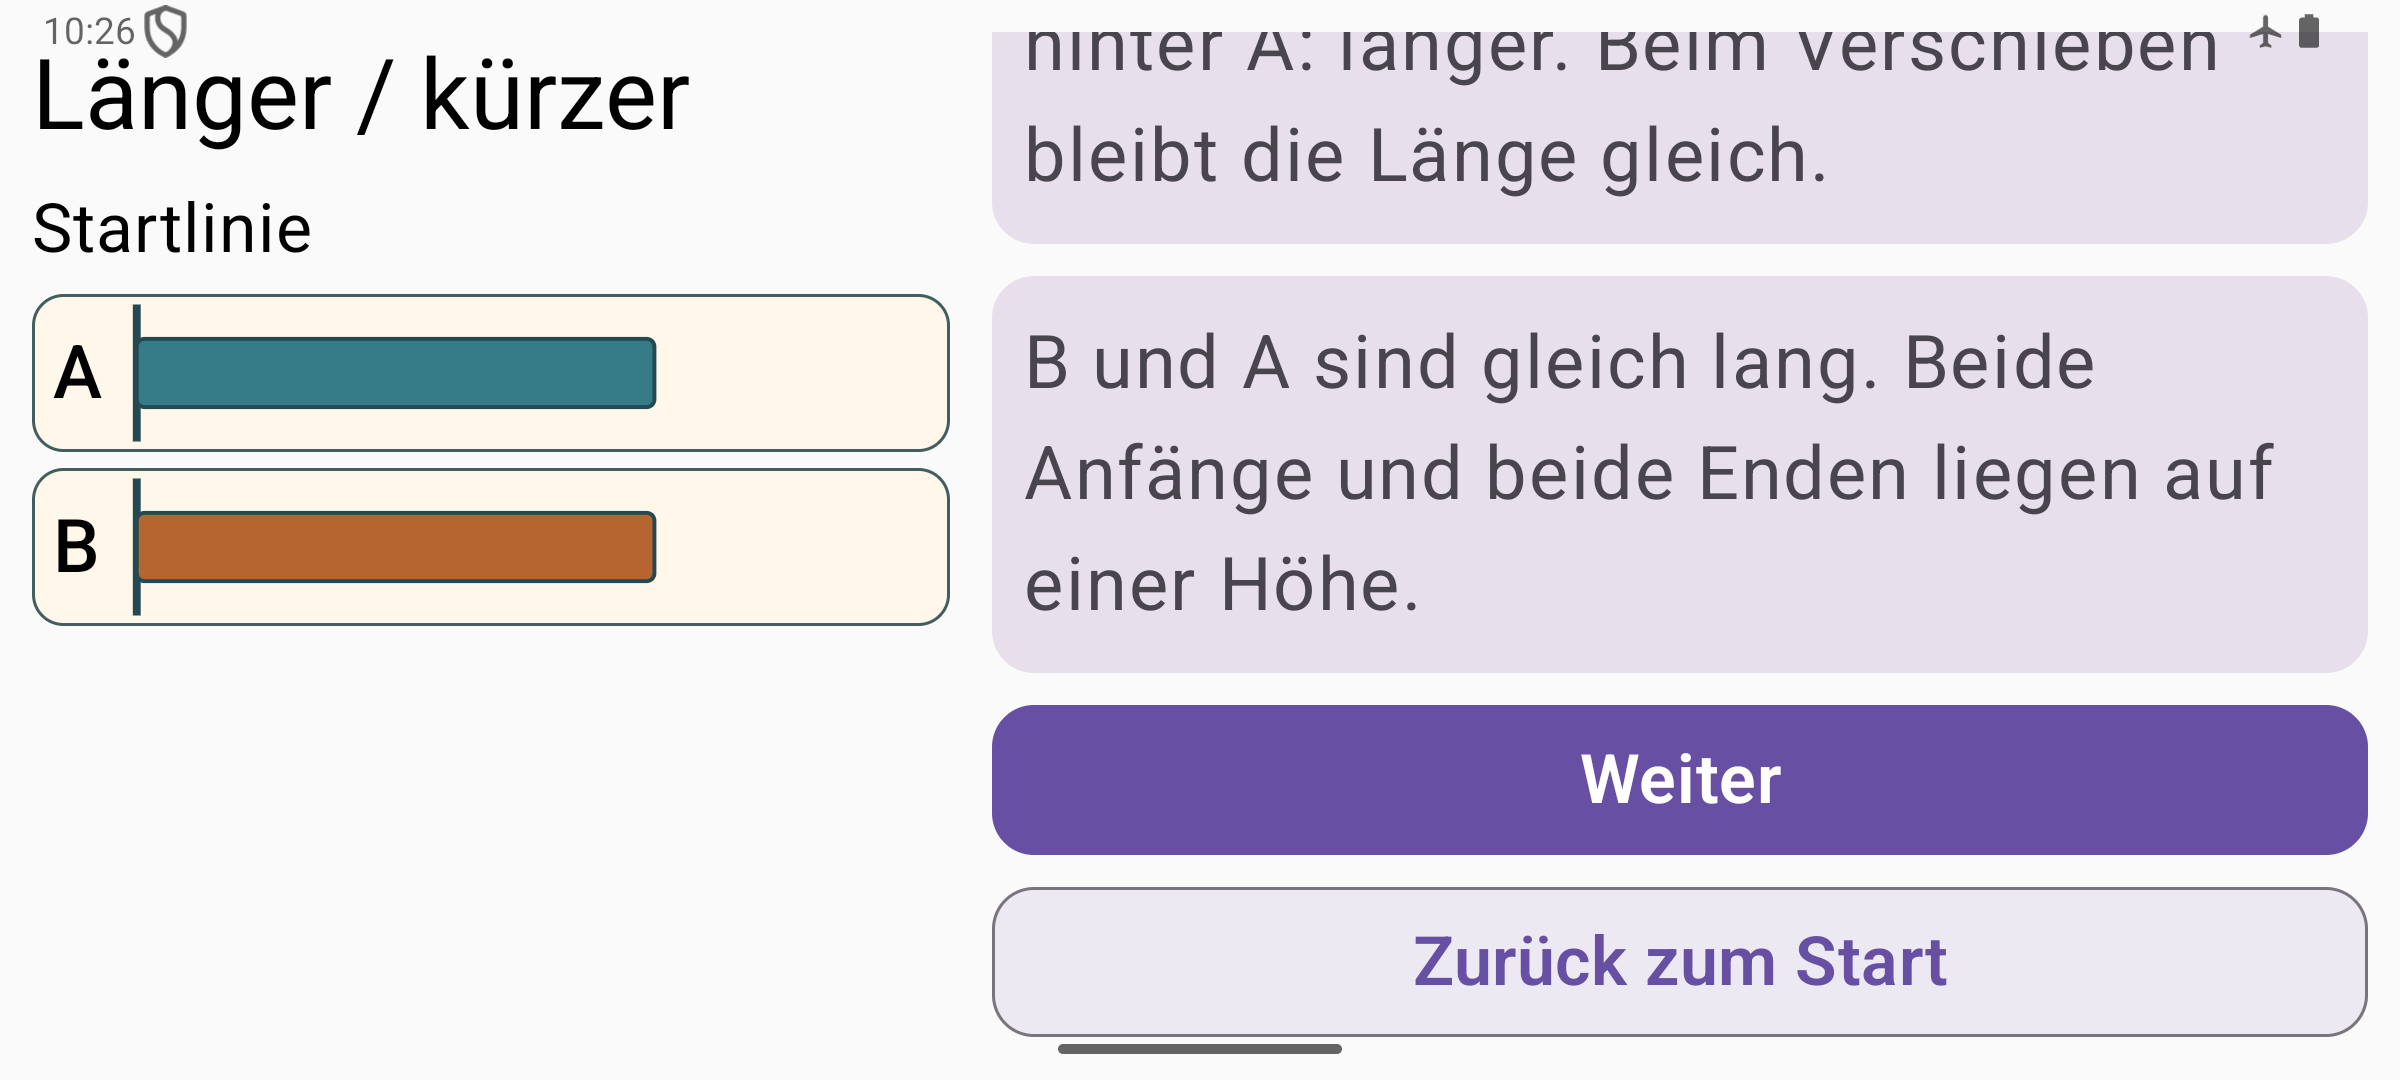 10:26
Länger / kürzer
Startlinie
A
B
hinter A: länger. Beim Verschieben
bleibt die Länge gleich.
B und A sind gleich lang. Beide
Anfänge und beide Enden liegen auf
einer Höhe.
Weiter
Zurück zum Start